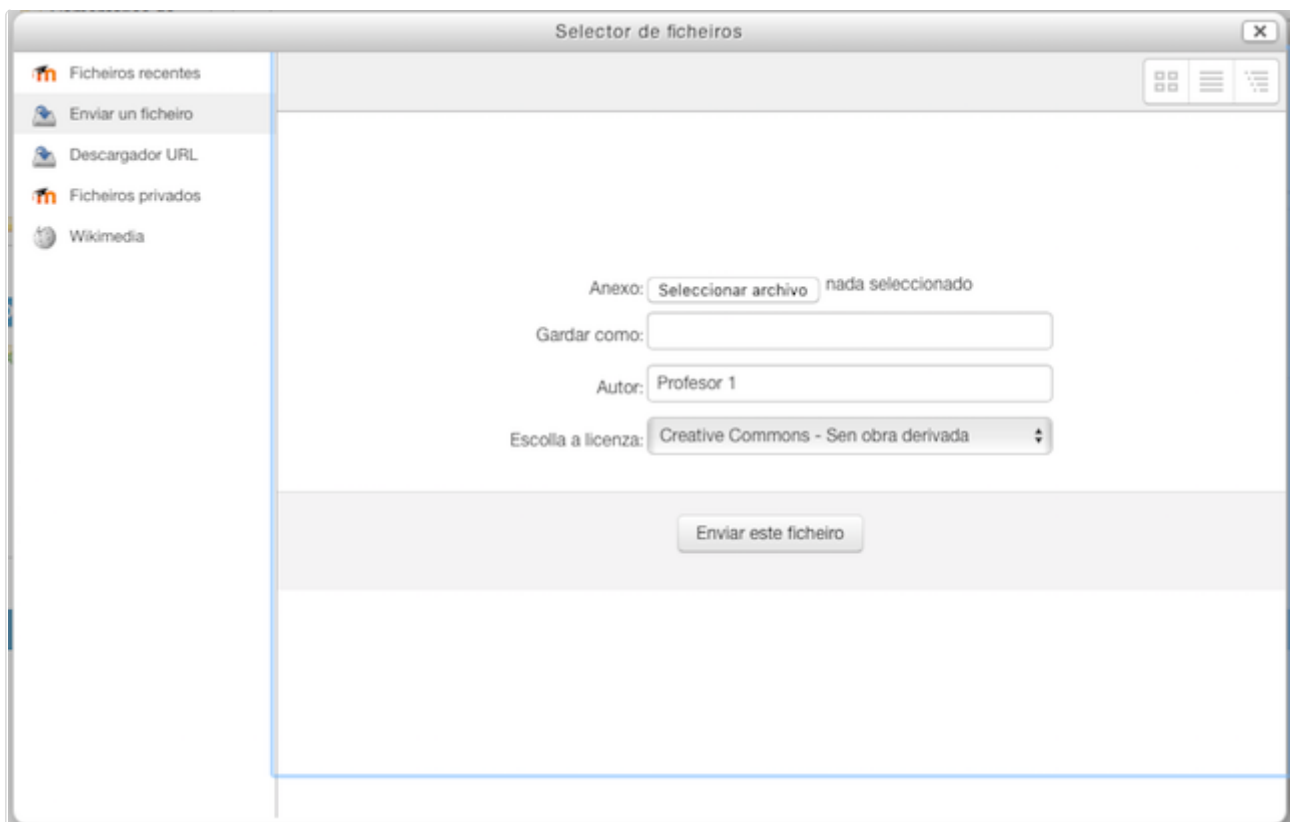 Selector de ficheiros
Ficheiros recentes
Enviar un ficheiro
Descargador URL
Ficheiros privados
Wikimedia
Anexo: Seleccionar archivo nada seleccionado
Gardar como:
Autor: Profesor 1
Escolla a licenza: Creative Commons - Sen obra derivada
Enviar este ficheiro